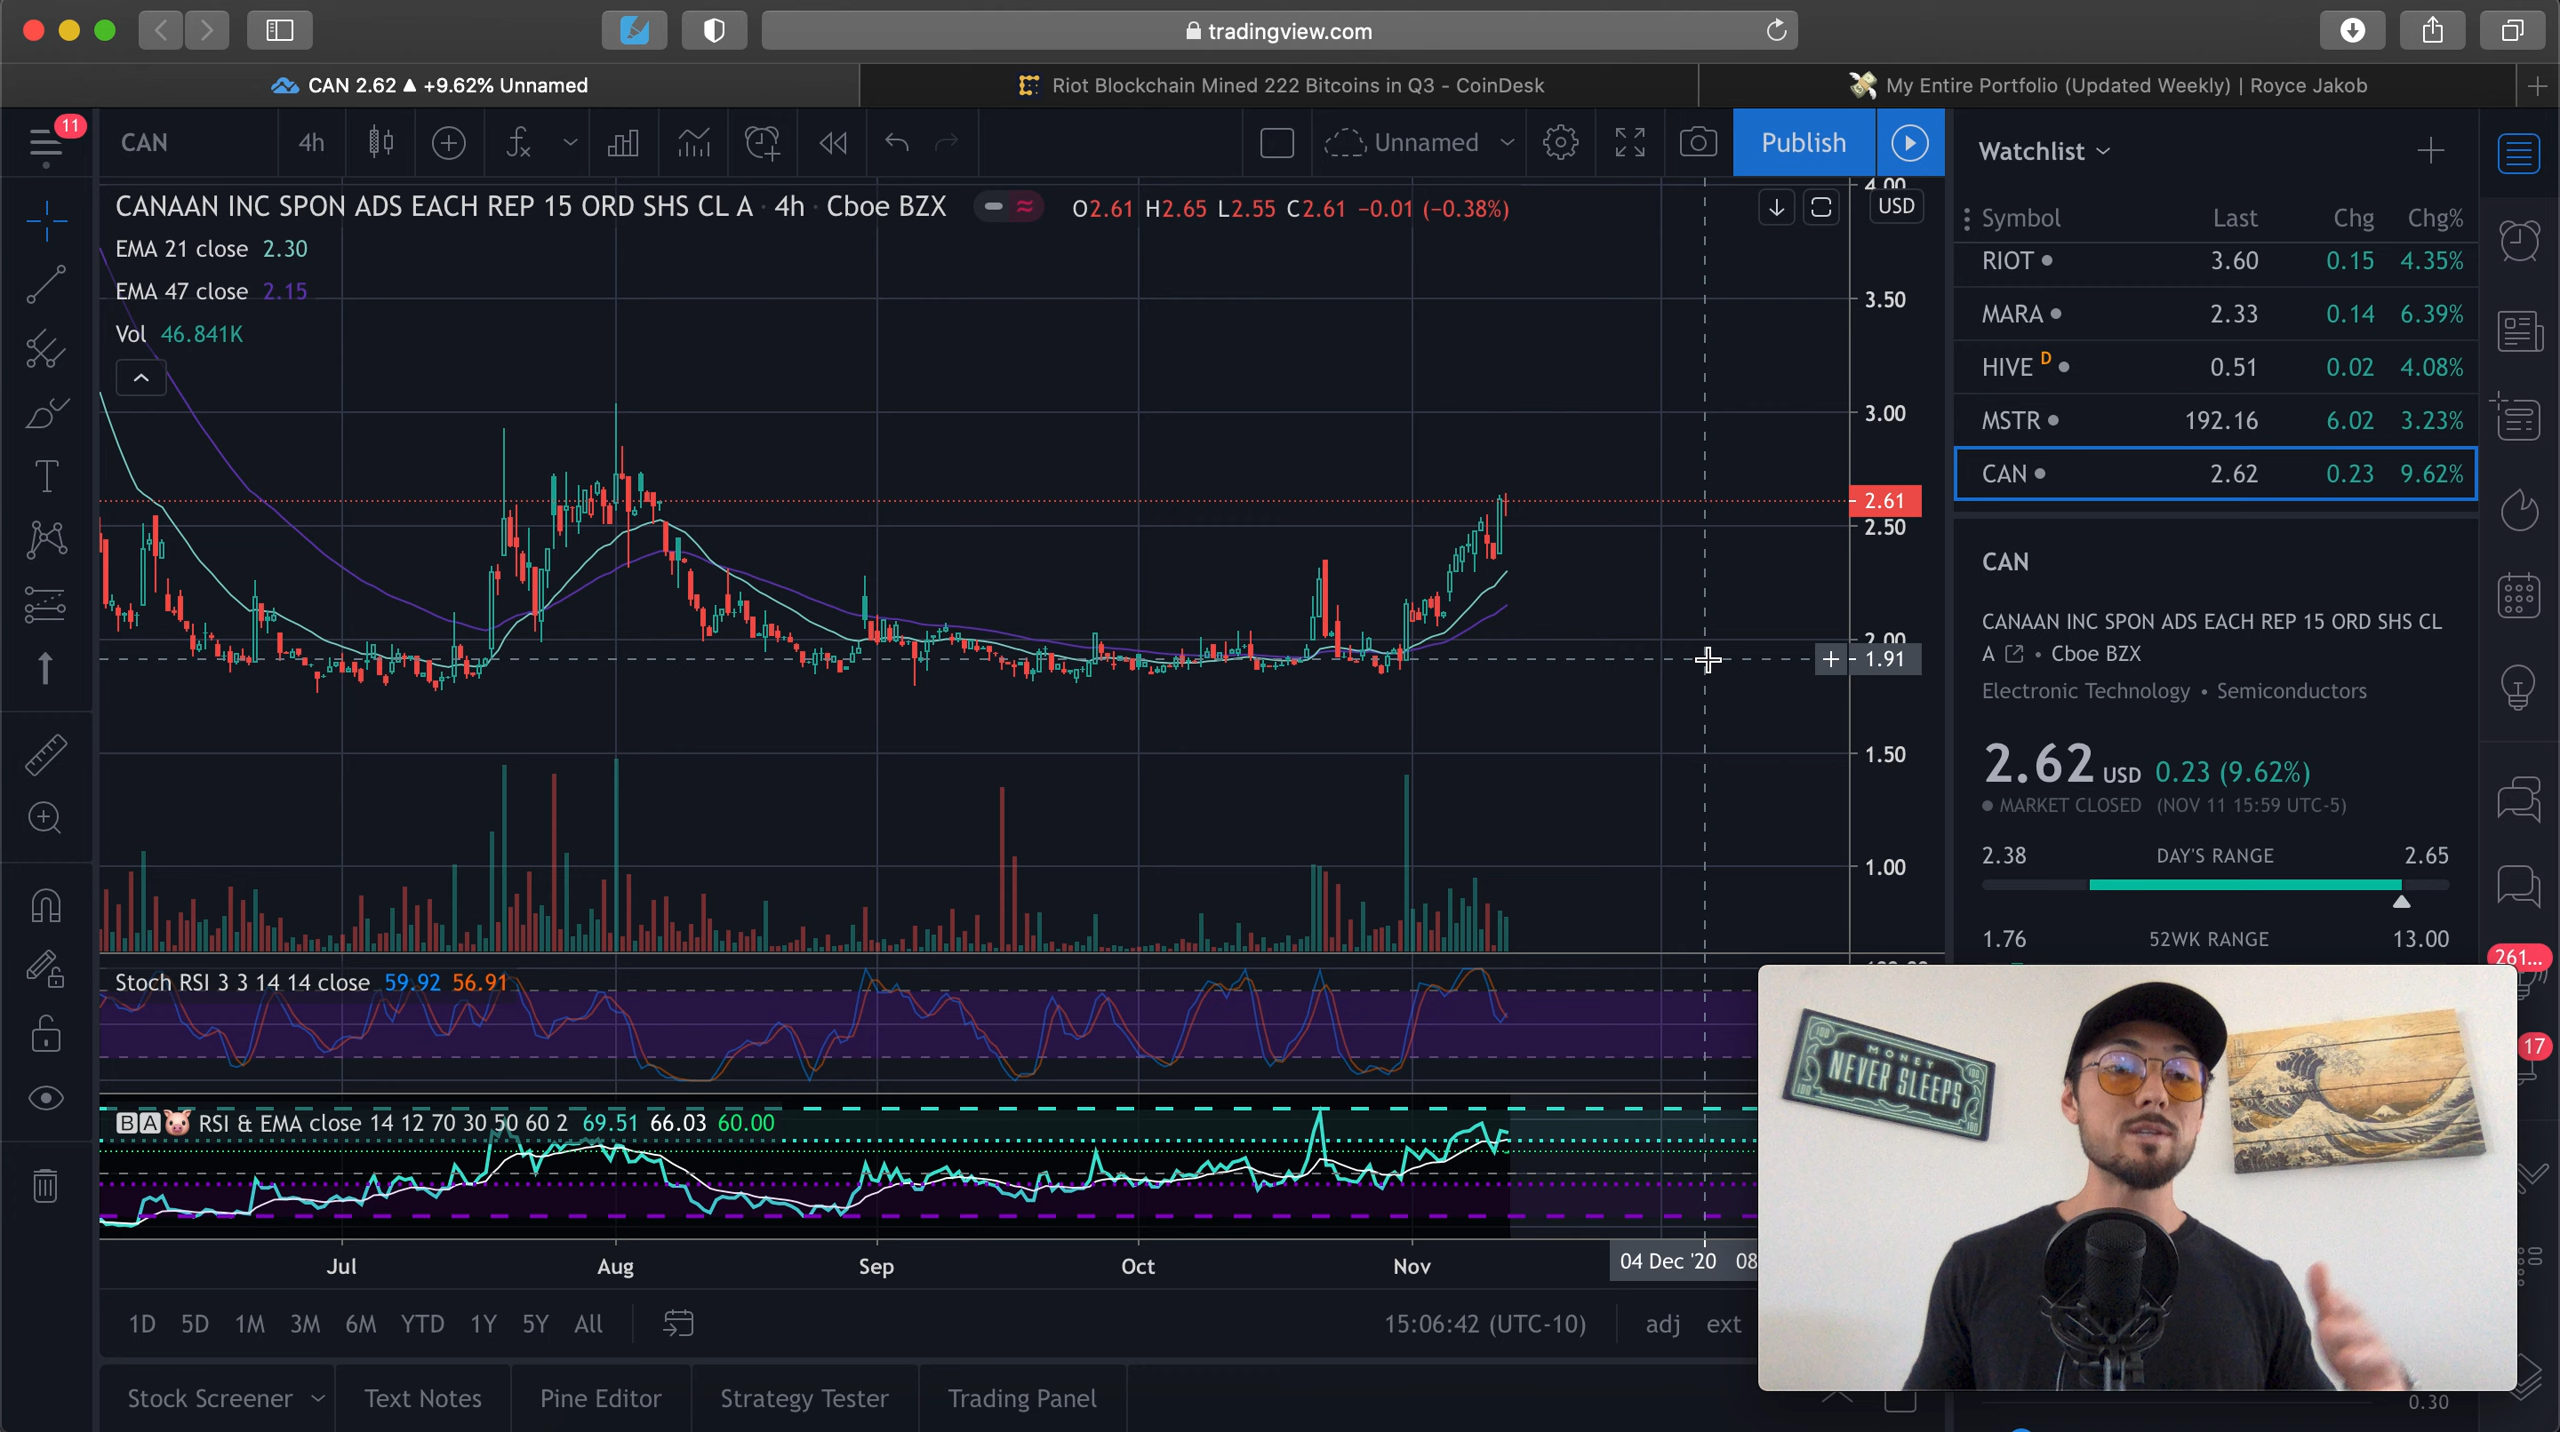 tradingview.com
CAN 2.62 ▲ +9.62% Unnamed
Riot Blockchain Mined 222 Bitcoins in Q3 - CoinDesk
My Entire Portfolio (Updated Weekly) | Royce Jakob
11
CAN
4h
Unnamed
Publish
Watchlist
CANAAN INC SPON ADS EACH REP 15 ORD SHS CL A · 4h · Cboe BZX
O2.61 H2.65 L2.55 C2.61 −0.01 (−0.38%)
USD
EMA 21 close 2.30
EMA 47 close 2.15
Vol 46.841K
4.00
3.50
3.00
2.61
2.50
2.00
1.91
1.50
1.00
Symbol Last Chg Chg%
RIOT 3.60 0.15 4.35%
MARA 2.33 0.14 6.39%
HIVE D 0.51 0.02 4.08%
MSTR 192.16 6.02 3.23%
CAN 2.62 0.23 9.62%
CAN
CANAAN INC SPON ADS EACH REP 15 ORD SHS CL
A • Cboe BZX
Electronic Technology • Semiconductors
2.62 USD 0.23 (9.62%)
MARKET CLOSED (NOV 11 15:59 UTC-5)
2.38 DAY'S RANGE 2.65
1.76 52WK RANGE 13.00
261...
17
Stoch RSI 3 3 14 14 close 59.92 56.91
BA RSI & EMA close 14 12 70 30 50 60 2 69.51 66.03 60.00
MONEY
NEVER SLEEPS
100
100
100
100
Jul Aug Sep Oct Nov 04 Dec '20 08
1D 5D 1M 3M 6M YTD 1Y 5Y All
15:06:42 (UTC-10) adj ext
Stock Screener Text Notes Pine Editor Strategy Tester Trading Panel
0.30